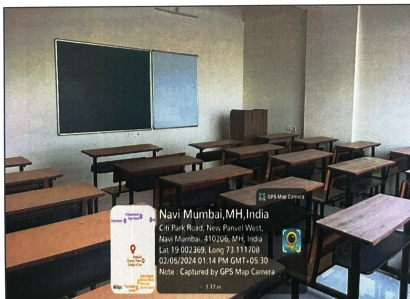 GPS Map Camera
Navi Mumbai,MH,India
Citi Park Road, New Panvel West,
Navi Mumbai, 410206, MH, India
Lat 19.002369, Long 73.111708
02/05/2024 01:14 PM GMT+05:30
Note : Captured by GPS Map Camera